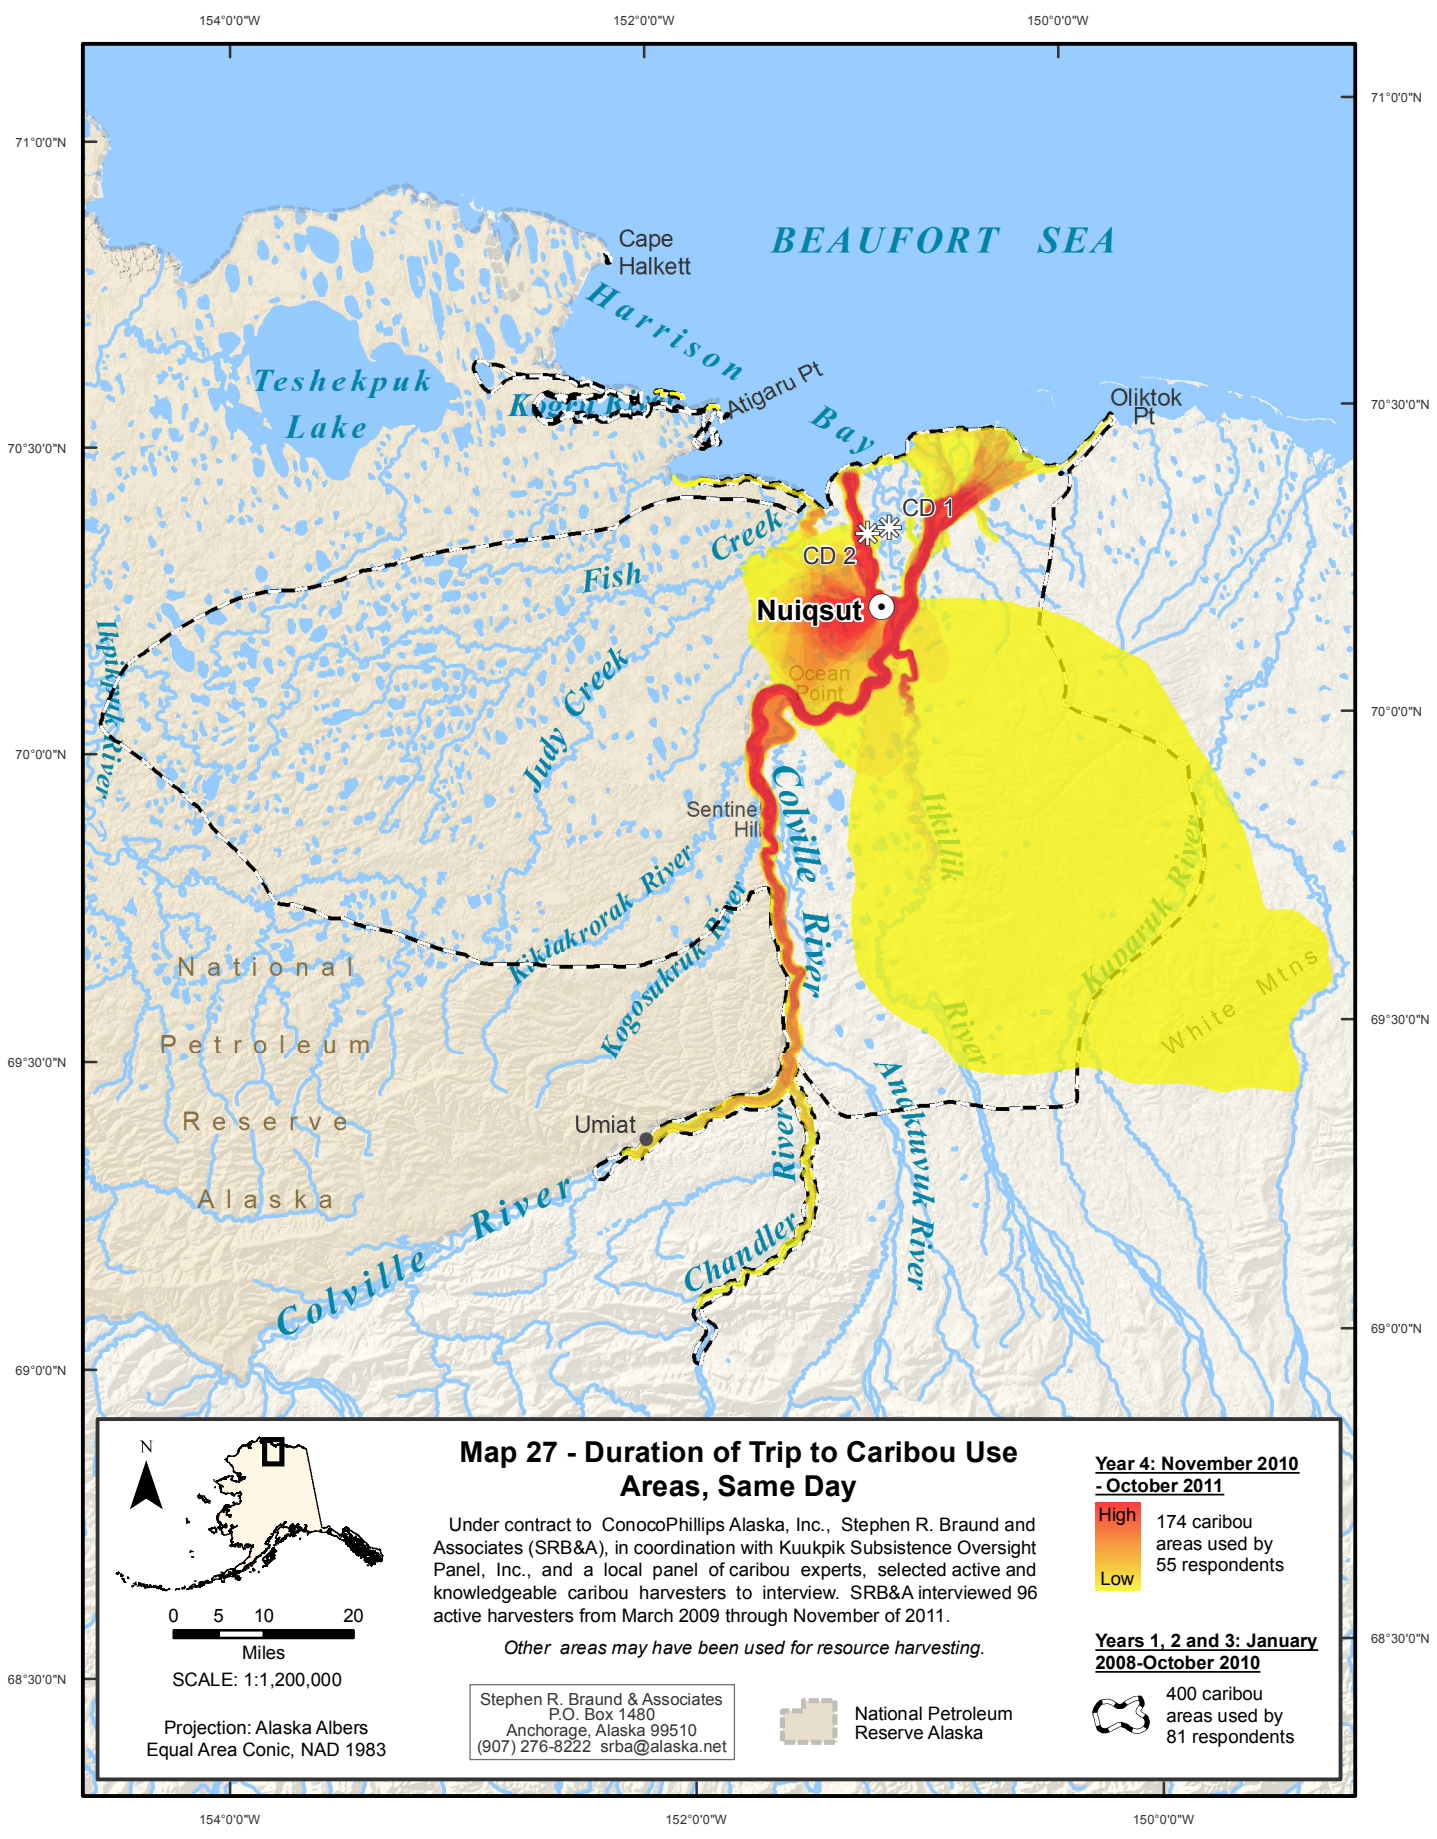 154°0'0"W
152°0'0"W
150°0'0"W
71°0'0"N
71°0'0"N
Cape
Halkett
BEAUFORT SEA
Harrison
Bay
Teshekpuk
Lake
Kogru River
Atigaru Pt
Oliktok
Pt
70°30'0"N
70°30'0"N
CD 1
CD 2
Fish
Creek
Nuiqsut
Judy Creek
Ikpikpuk River
Ocean
Point
70°0'0"N
70°0'0"N
Sentinel
Hill
Colville
River
Itkillik
River
Kikiakrorak River
Kogosukruk River
Kuparuk River
White Mtns
National
Petroleum
Reserve
Alaska
69°30'0"N
69°30'0"N
Umiat
Anaktuvuk River
Chandler
River
Colville River
69°0'0"N
69°0'0"N
N
0 5 10 20
Miles
SCALE: 1:1,200,000
Projection: Alaska Albers
Equal Area Conic, NAD 1983
Map 27 - Duration of Trip to Caribou Use
Areas, Same Day
Under contract to ConocoPhillips Alaska, Inc., Stephen R. Braund and
Associates (SRB&A), in coordination with Kuukpik Subsistence Oversight
Panel, Inc., and a local panel of caribou experts, selected active and
knowledgeable caribou harvesters to interview. SRB&A interviewed 96
active harvesters from March 2009 through November of 2011.
Other areas may have been used for resource harvesting.
Stephen R. Braund & Associates
P.O. Box 1480
Anchorage, Alaska 99510
(907) 276-8222 srba@alaska.net
National Petroleum
Reserve Alaska
Year 4: November 2010
- October 2011
High
Low
174 caribou
areas used by
55 respondents
Years 1, 2 and 3: January
2008-October 2010
400 caribou
areas used by
81 respondents
68°30'0"N
68°30'0"N
154°0'0"W
152°0'0"W
150°0'0"W